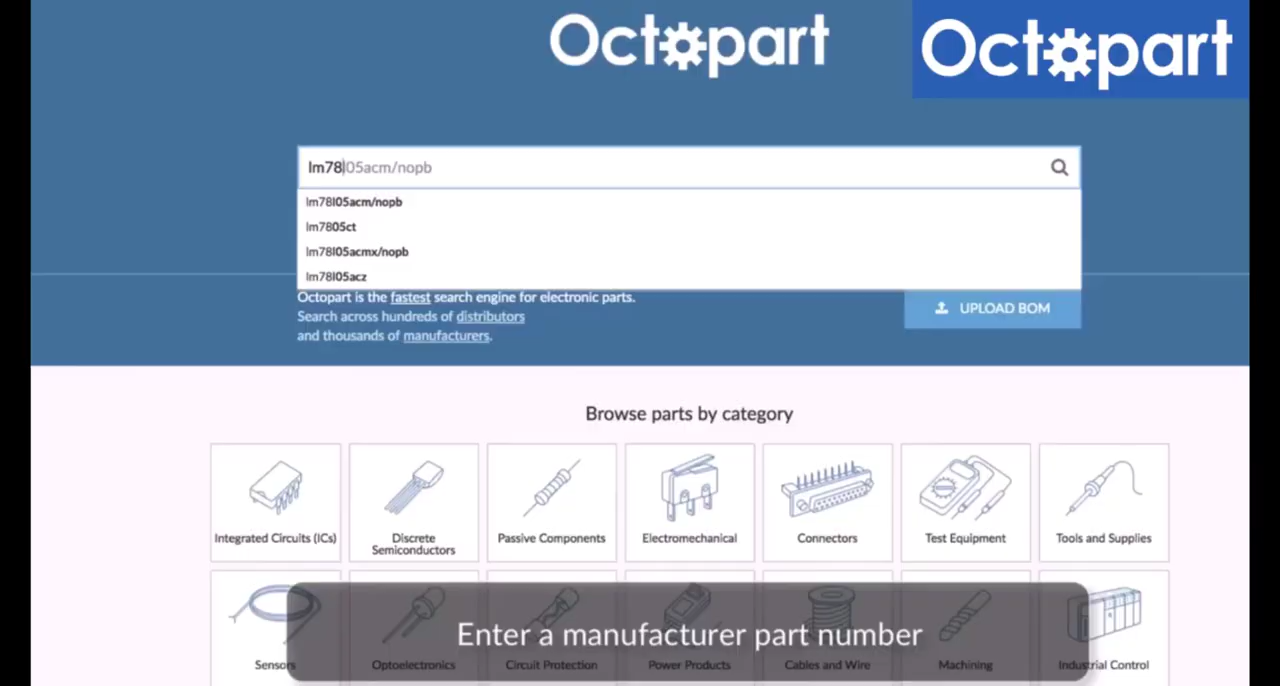 Octopart
Octopart
lm78l05acm/nopb
lm78l05acm/nopb
lm7805ct
lm78l05acmx/nopb
lm78l05acz
Octopart is the fastest search engine for electronic parts.
Search across hundreds of distributors
and thousands of manufacturers.
UPLOAD BOM
Browse parts by category
Integrated Circuits (ICs)
Discrete
Semiconductors
Passive Components
Electromechanical
Connectors
Test Equipment
Tools and Supplies
Enter a manufacturer part number
Sensors
Optoelectronics
Circuit Protection
Power Products
Cables and Wire
Machining
Industrial Control